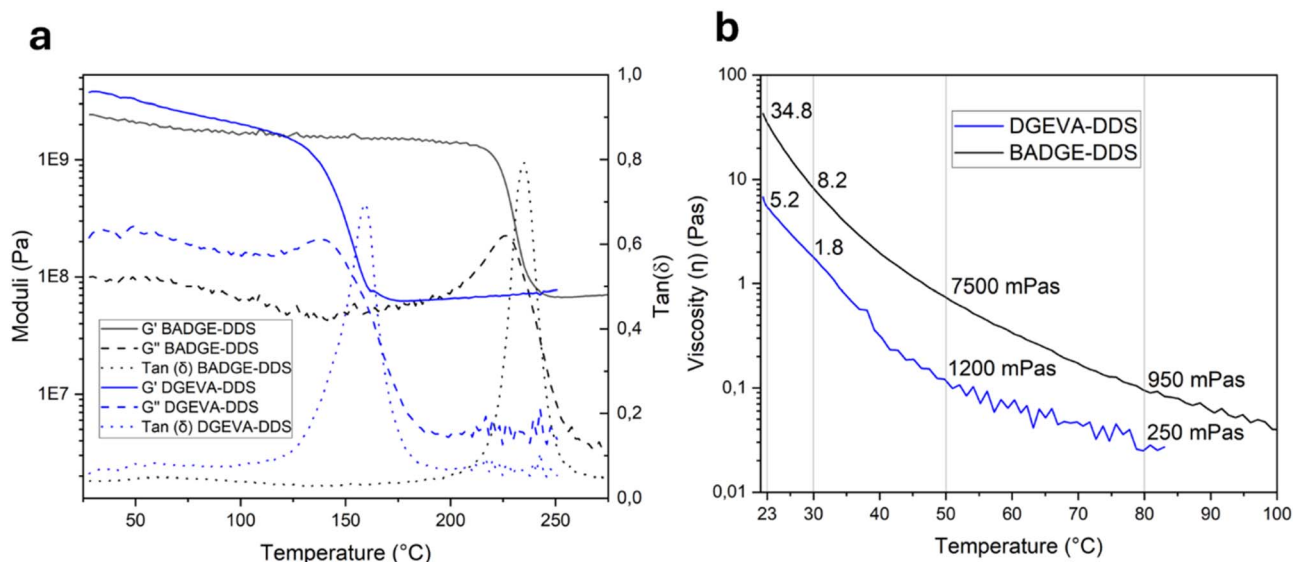 a
1,0
0,8
0,6
0,4
0,2
0,0
1E9
1E8
1E7
Moduli (Pa)
Tan(δ)
G' BADGE-DDS
G" BADGE-DDS
Tan (δ) BADGE-DDS
G' DGEVA-DDS
G" DGEVA-DDS
Tan (δ) DGEVA-DDS
50
100
150
200
250
Temperature (°C)
b
100
10
1
0,1
0,01
Viscosity (η) (Pas)
DGEVA-DDS
BADGE-DDS
34.8
8.2
5.2
1.8
7500 mPas
1200 mPas
950 mPas
250 mPas
23
30
40
50
60
70
80
90
100
Temperature (°C)